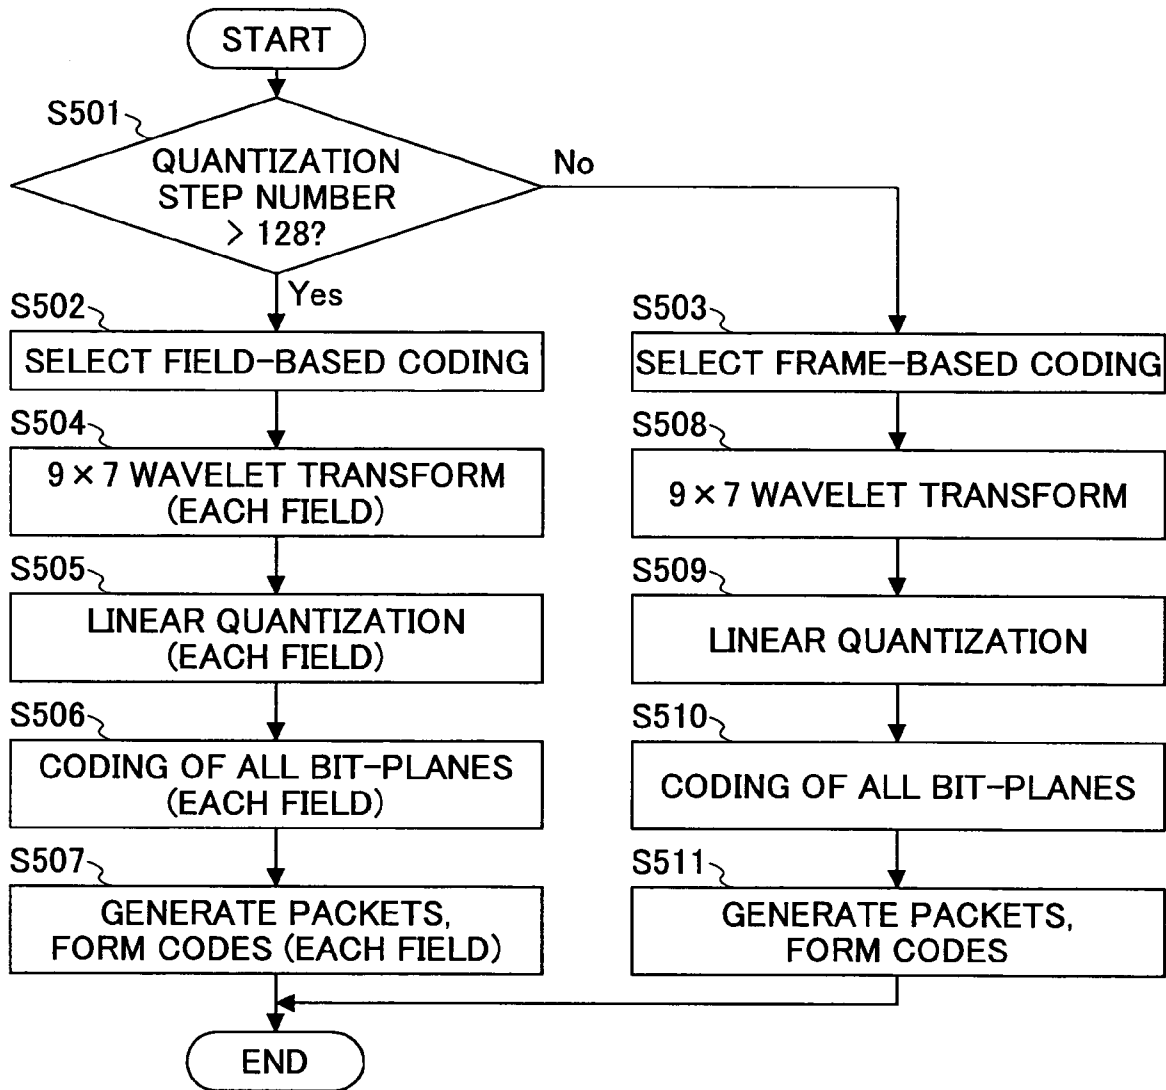 START
S501
QUANTIZATION
STEP NUMBER
> 128?
No
Yes
S502
SELECT FIELD-BASED CODING
S504
9 × 7 WAVELET TRANSFORM
(EACH FIELD)
S505
LINEAR QUANTIZATION
(EACH FIELD)
S506
CODING OF ALL BIT-PLANES
(EACH FIELD)
S507
GENERATE PACKETS,
FORM CODES (EACH FIELD)
S503
SELECT FRAME-BASED CODING
S508
9 × 7 WAVELET TRANSFORM
S509
LINEAR QUANTIZATION
S510
CODING OF ALL BIT-PLANES
S511
GENERATE PACKETS,
FORM CODES
END